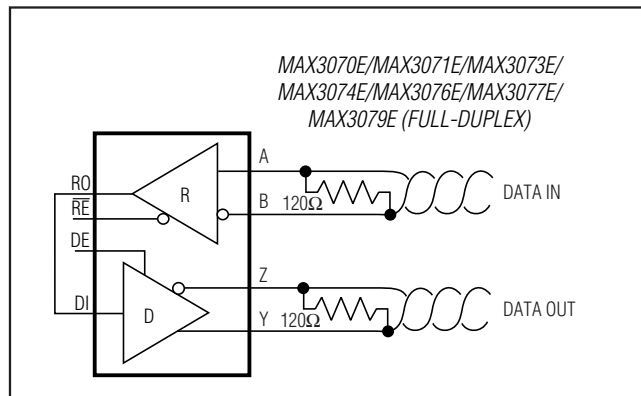 MAX3070E/MAX3071E/MAX3073E/
MAX3074E/MAX3076E/MAX3077E/
MAX3079E (FULL-DUPLEX)
A
RO
R
RE
B
120Ω
DATA IN
DE
Z
DI
D
Y
120Ω
DATA OUT